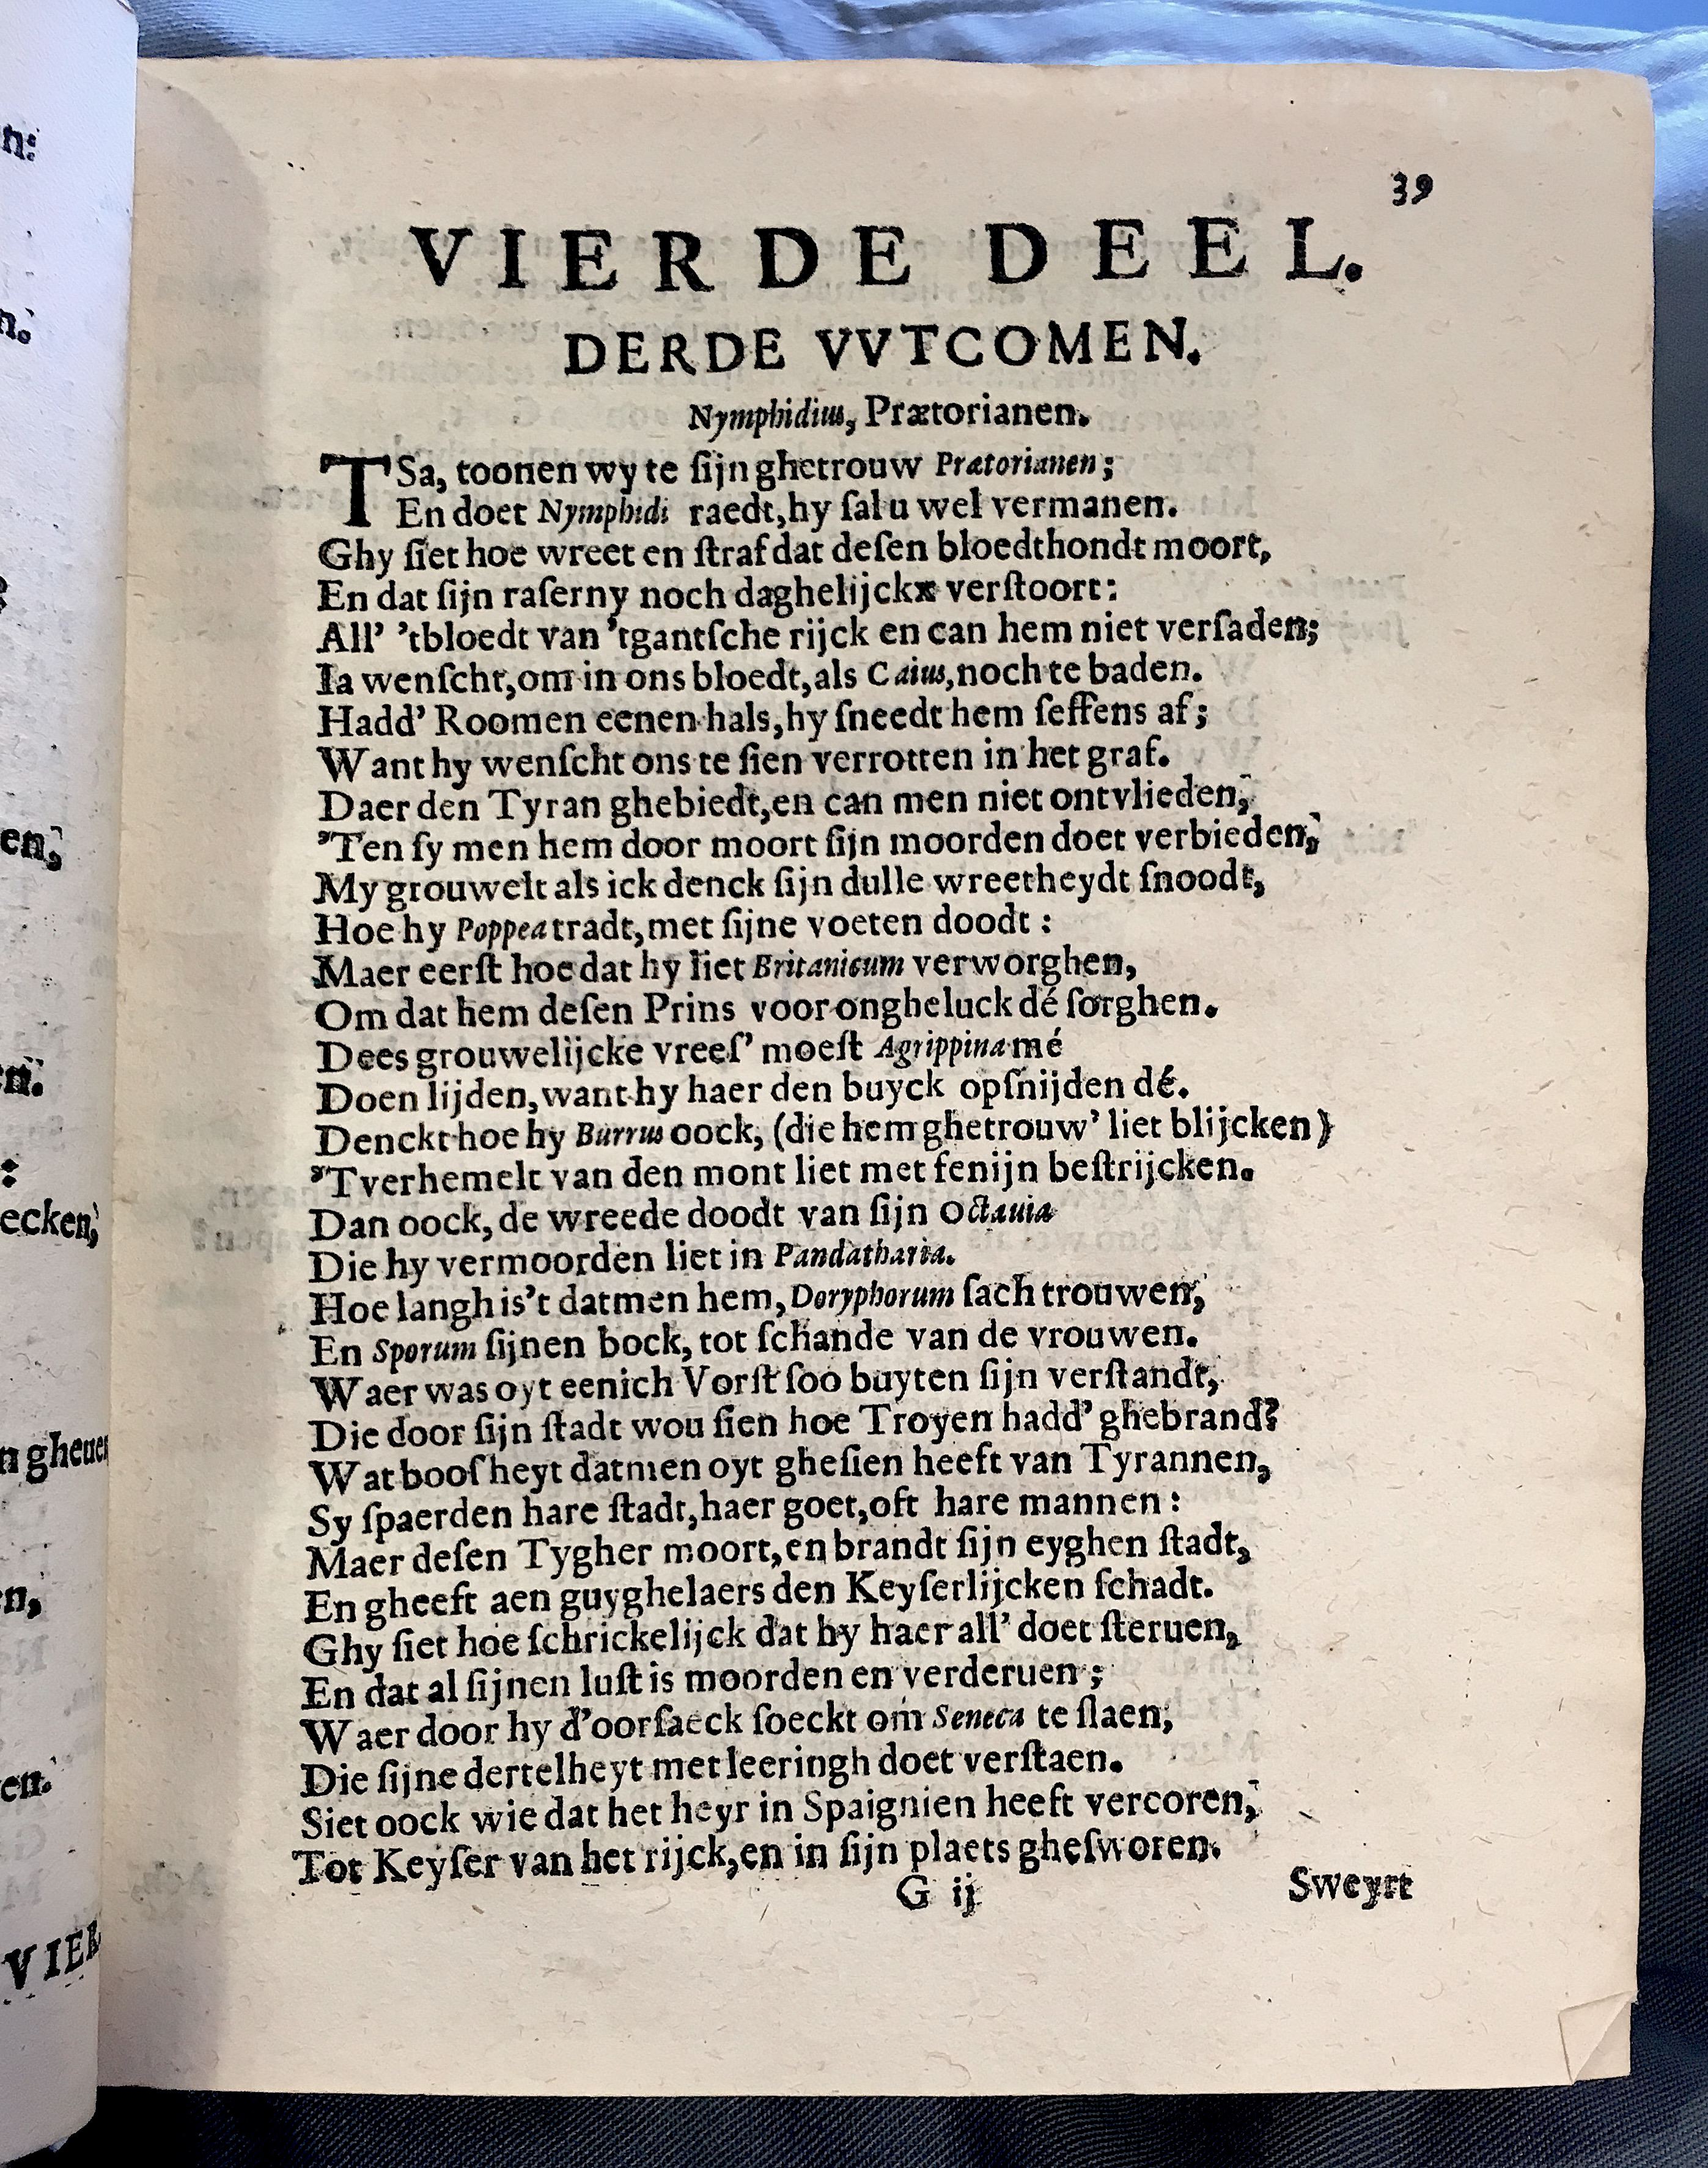 39
VIERDE DEEL.
DERDE VVTCOMEN.
Nymphidius, Prætorianen.
TSa, toonen wy te ſijn ghetrouw Prætorianen;
En doet Nymphidi raedt, hy ſal u wel vermanen.
Ghy ſiet hoe wreet en ſtraf dat deſen bloedthondt moort,
En dat ſijn raſerny noch daghelijckx verſtoort:
All' 'tbloedt van 'tgantſche rijck en can hem niet verſaden;
Ia wenſcht, om in ons bloedt, als Caius, noch te baden.
Hadd' Roomen eenen hals, hy ſneedt hem ſeffens af;
Want hy wenſcht ons te ſien verrotten in het graf.
Daer den Tyran ghebiedt, en can men niet ontvlieden,
'Ten ſy men hem door moort ſijn moorden doet verbieden,
My grouwelt als ick denck ſijn dulle wreetheydt ſnoodt,
Hoe hy Poppea tradt, met ſijne voeten doodt:
Maer eerſt hoe dat hy liet Britanicum verworghen,
Om dat hem deſen Prins voor ongheluck dé ſorghen.
Dees grouwelijcke vreeſ' moeſt Agrippina mé
Doen lijden, want hy haer den buyck opſnijden dé.
Denckt hoe hy Burrus oock, (die hem ghetrouw' liet blijcken)
'Tverhemelt van den mont liet met fenijn beſtrijcken.
Dan oock, de wreede doodt van ſijn Octauia
Die hy vermoorden liet in Pandatharia.
Hoe langh is't datmen hem, Doryphorum ſach trouwen,
En Sporum ſijnen bock, tot ſchande van de vrouwen.
Waer was oyt eenich Vorſt ſoo buyten ſijn verſtandt,
Die door ſijn ſtadt wou ſien hoe Troyen hadd' ghebrand?
Wat booſheyt datmen oyt gheſien heeft van Tyrannen,
Sy ſpaerden hare ſtadt, haer goet, oft hare mannen:
Maer deſen Tygher moort, en brandt ſijn eyghen ſtadt,
En gheeft aen guyghelaers den Keyſerlijcken ſchadt.
Ghy ſiet hoe ſchrickelijck dat hy haer all' doet ſteruen,
En dat al ſijnen luſt is moorden en verderuen;
Waer door hy d'oorſaeck ſoeckt om Seneca te ſlaen,
Die ſijne dertelheyt met leeringh doet verſtaen.
Siet oock wie dat het heyr in Spaignien heeft vercoren,
Tot Keyſer van het rijck, en in ſijn plaets gheſworen.
G ij
Sweyrt
n:
n.
en,
n.
:
ecken,
n gheuen
n,
en.
VIER